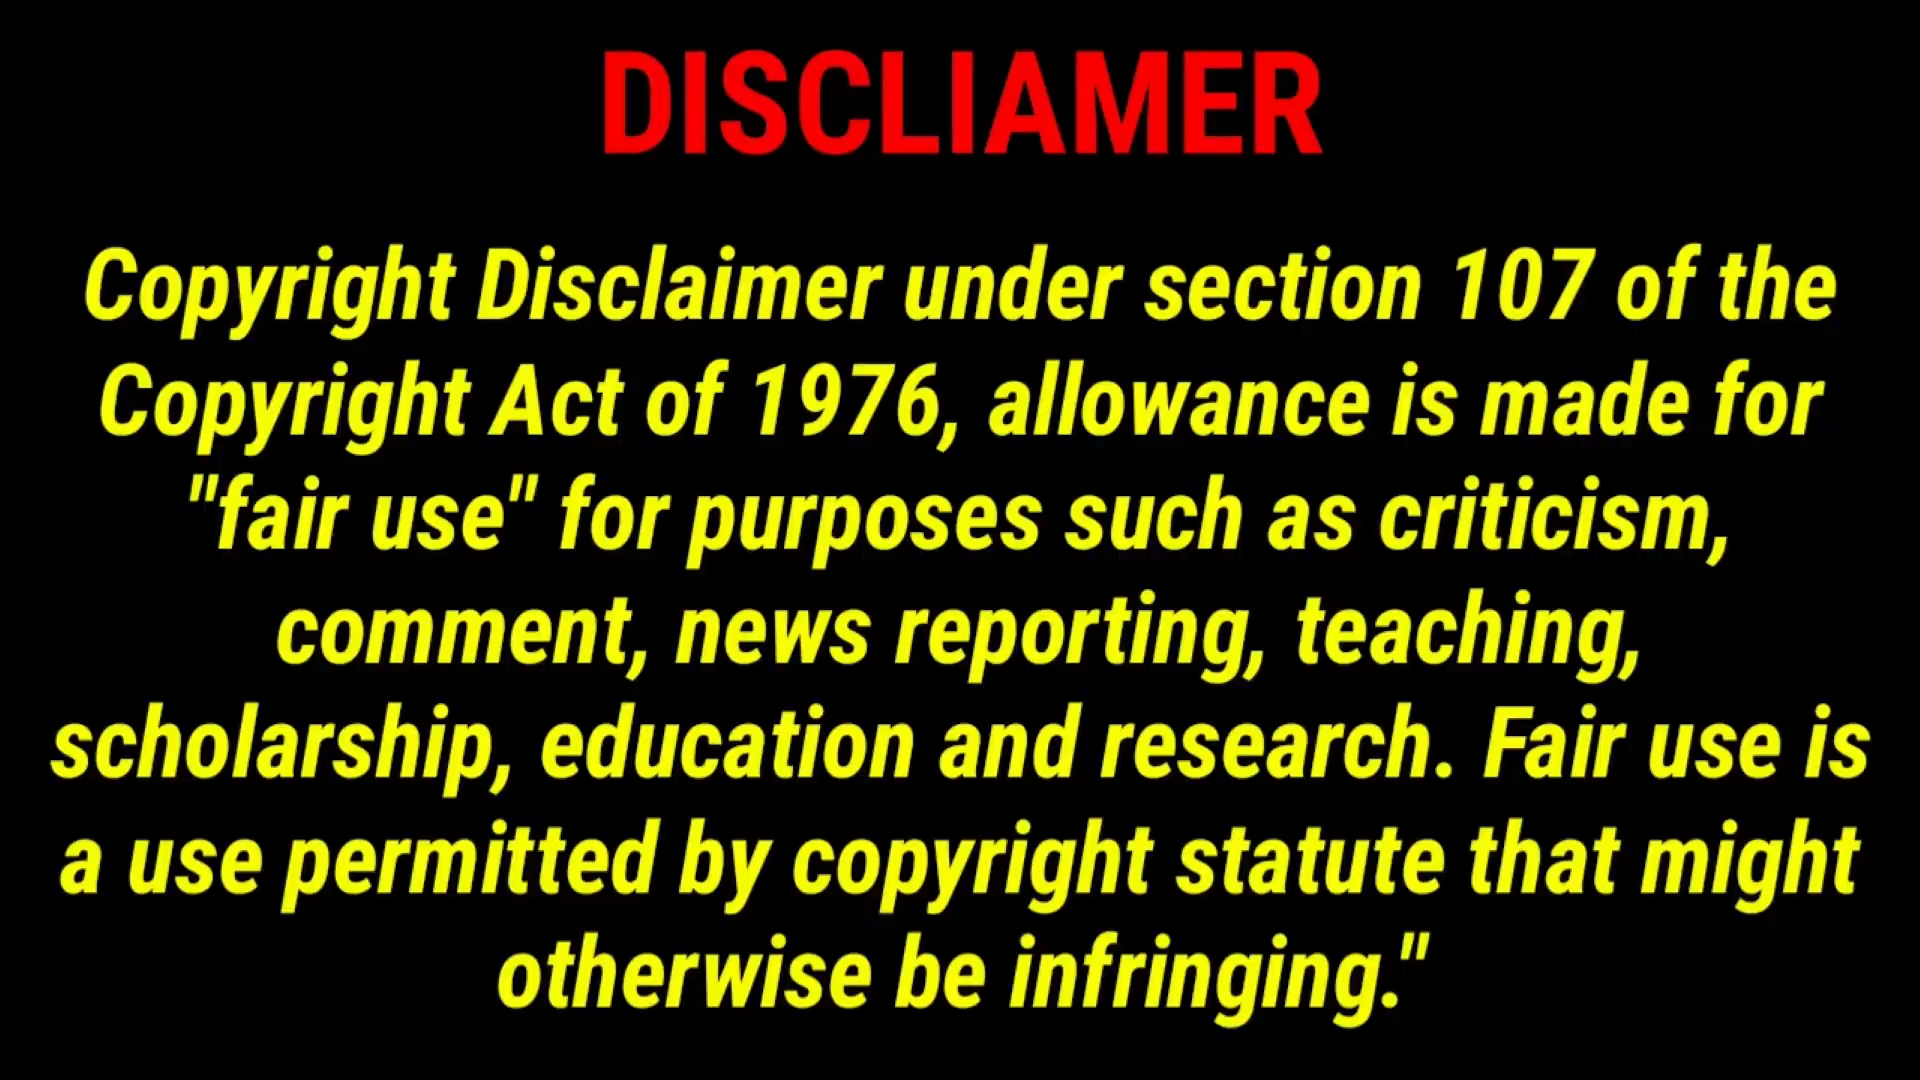 DISCLIAMER
Copyright Disclaimer under section 107 of the
Copyright Act of 1976, allowance is made for
"fair use" for purposes such as criticism,
comment, news reporting, teaching,
scholarship, education and research. Fair use is
a use permitted by copyright statute that might
otherwise be infringing."